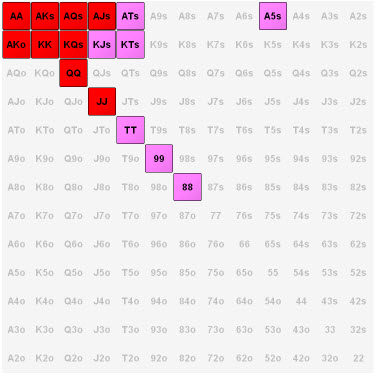 AA AKs AQs AJs ATs A9s A8s A7s A6s A5s A4s A3s A2s
AKo KK KQs KJs KTs K9s K8s K7s K6s K5s K4s K3s K2s
AQo KQo QQ QJs QTs Q9s Q8s Q7s Q6s Q5s Q4s Q3s Q2s
AJo KJo QJo JJ JTs J9s J8s J7s J6s J5s J4s J3s J2s
ATo KTo QTo JTo TT T9s T8s T7s T6s T5s T4s T3s T2s
A9o K9o Q9o J9o T9o 99 98s 97s 96s 95s 94s 93s 92s
A8o K8o Q8o J8o T8o 98o 88 87s 86s 85s 84s 83s 82s
A7o K7o Q7o J7o T7o 97o 87o 77 76s 75s 74s 73s 72s
A6o K6o Q6o J6o T6o 96o 86o 76o 66 65s 64s 63s 62s
A5o K5o Q5o J5o T5o 95o 85o 75o 65o 55 54s 53s 52s
A4o K4o Q4o J4o T4o 94o 84o 74o 64o 54o 44 43s 42s
A3o K3o Q3o J3o T3o 93o 83o 73o 63o 53o 43o 33 32s
A2o K2o Q2o J2o T2o 92o 82o 72o 62o 52o 42o 32o 22